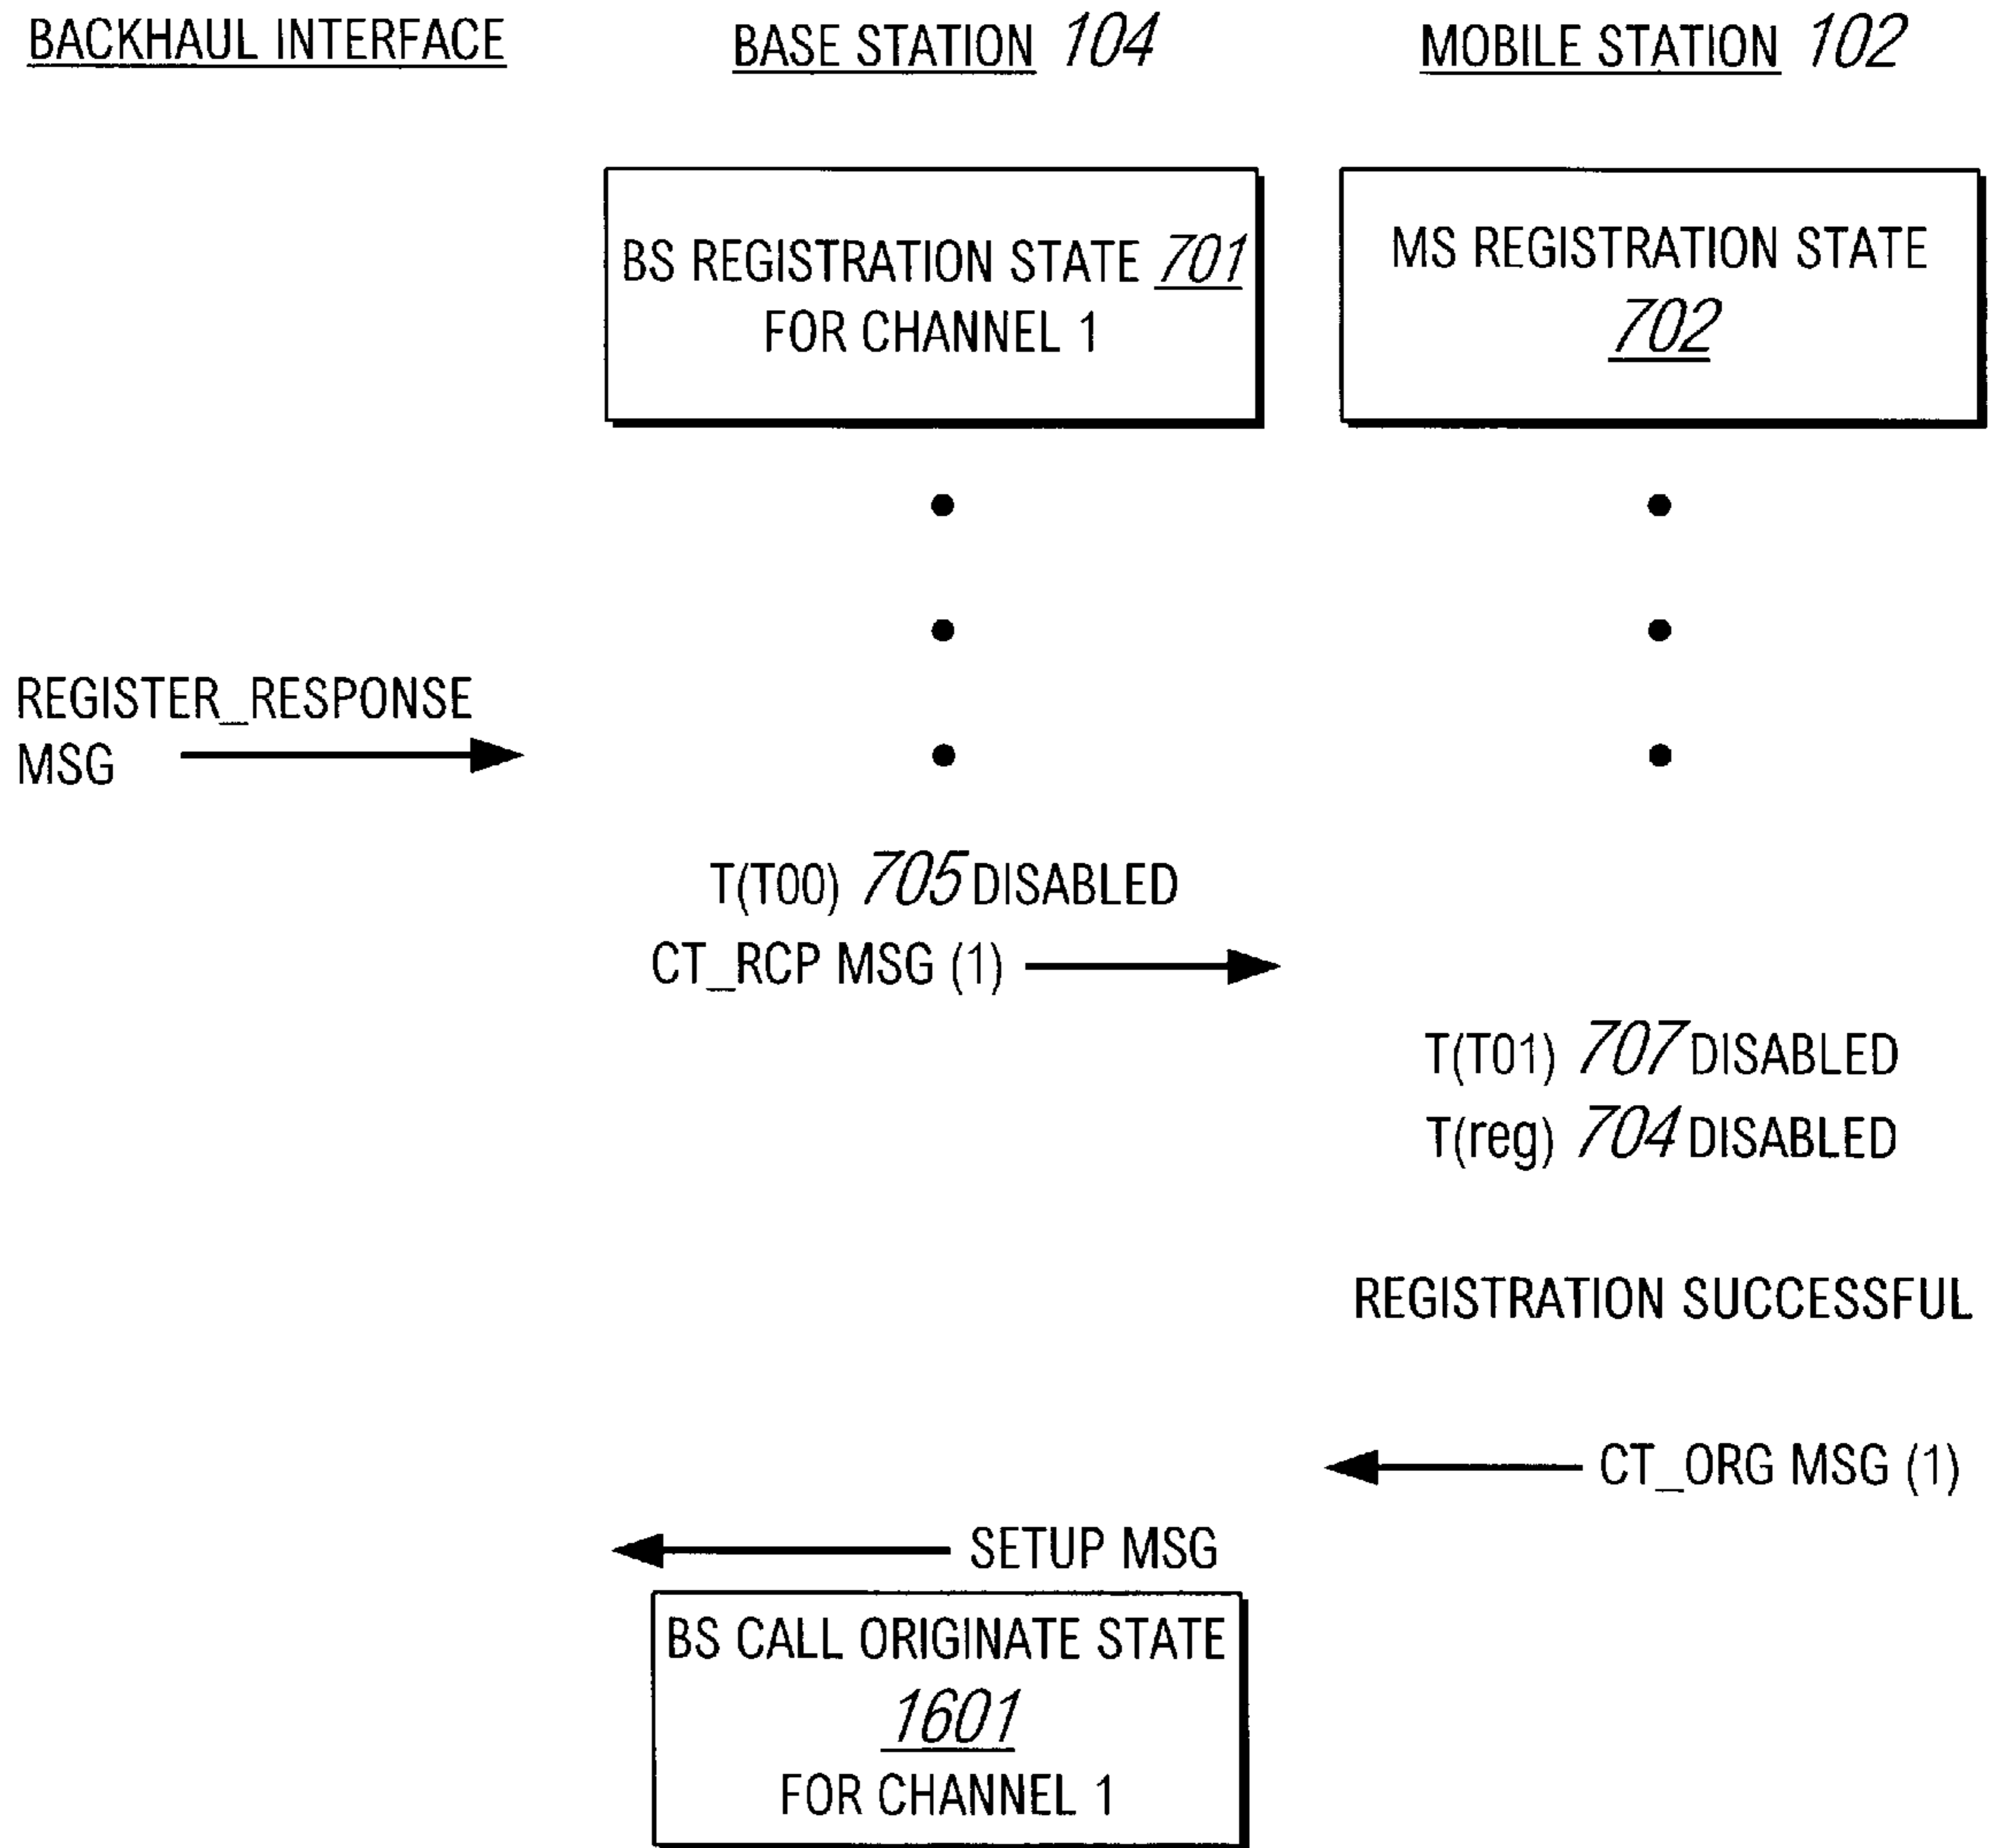 BACKHAUL INTERFACE
BASE STATION 104
MOBILE STATION 102
BS REGISTRATION STATE 701
FOR CHANNEL 1
MS REGISTRATION STATE
702
REGISTER_RESPONSE
MSG
T(T00) 705 DISABLED
CT_RCP MSG (1)
T(T01) 707 DISABLED
T(reg) 704 DISABLED
REGISTRATION SUCCESSFUL
CT_ORG MSG (1)
SETUP MSG
BS CALL ORIGINATE STATE
1601
FOR CHANNEL 1